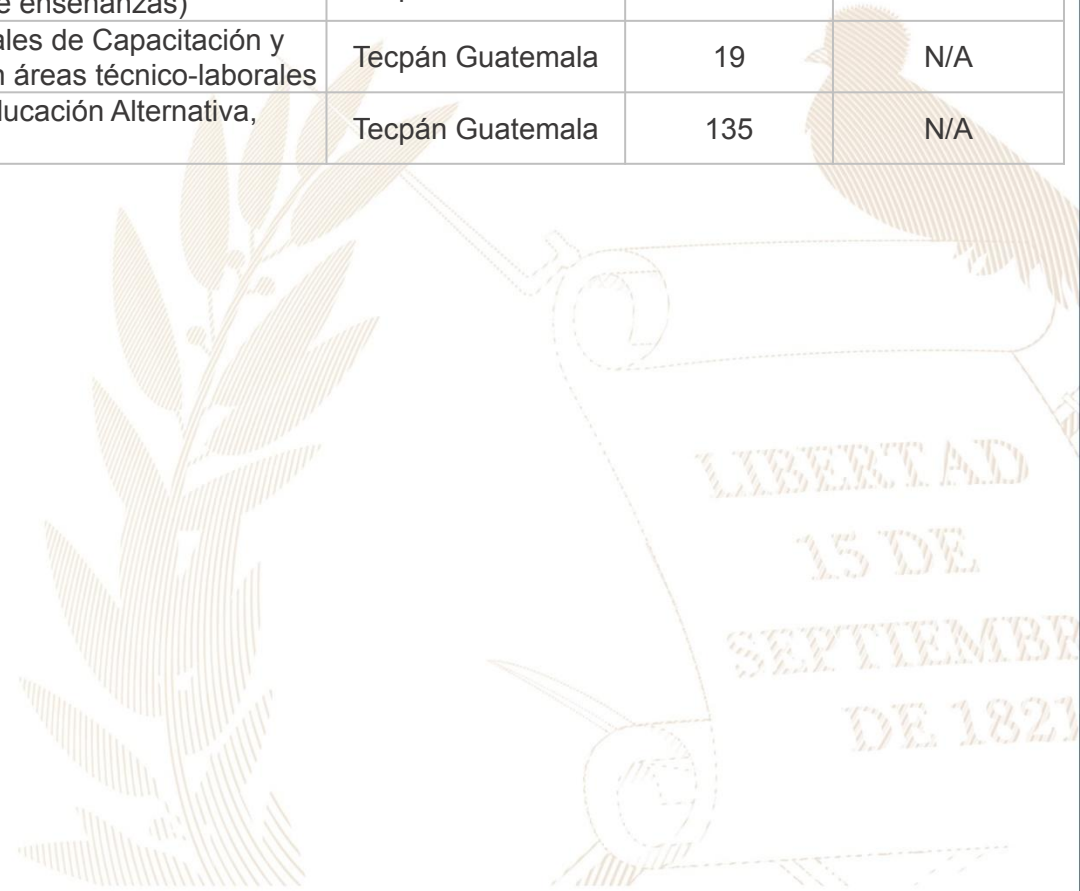 e enseñanzas)
ales de Capacitación y
n áreas técnico-laborales
Tecpán Guatemala
19
N/A
ducación Alternativa,
Tecpán Guatemala
135
N/A
LIBERTAD
15 DE
SEPTIEMBR
DE 1821